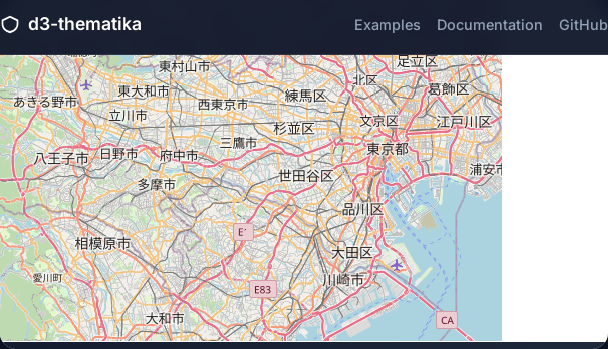 d3-thematika
Examples Documentation GitHub
足立区
東村山市
北区
東大和市
練馬区
葛飾区
あきる野市
西東京市
立川市
文京区
江戸川区
杉並区
三鷹市
東京都
八王子市
日野市
府中市
浦安市
世田谷区
多摩市
品川区
E
相模原市
大田区
愛川町
川崎市
E83
大和市
CA